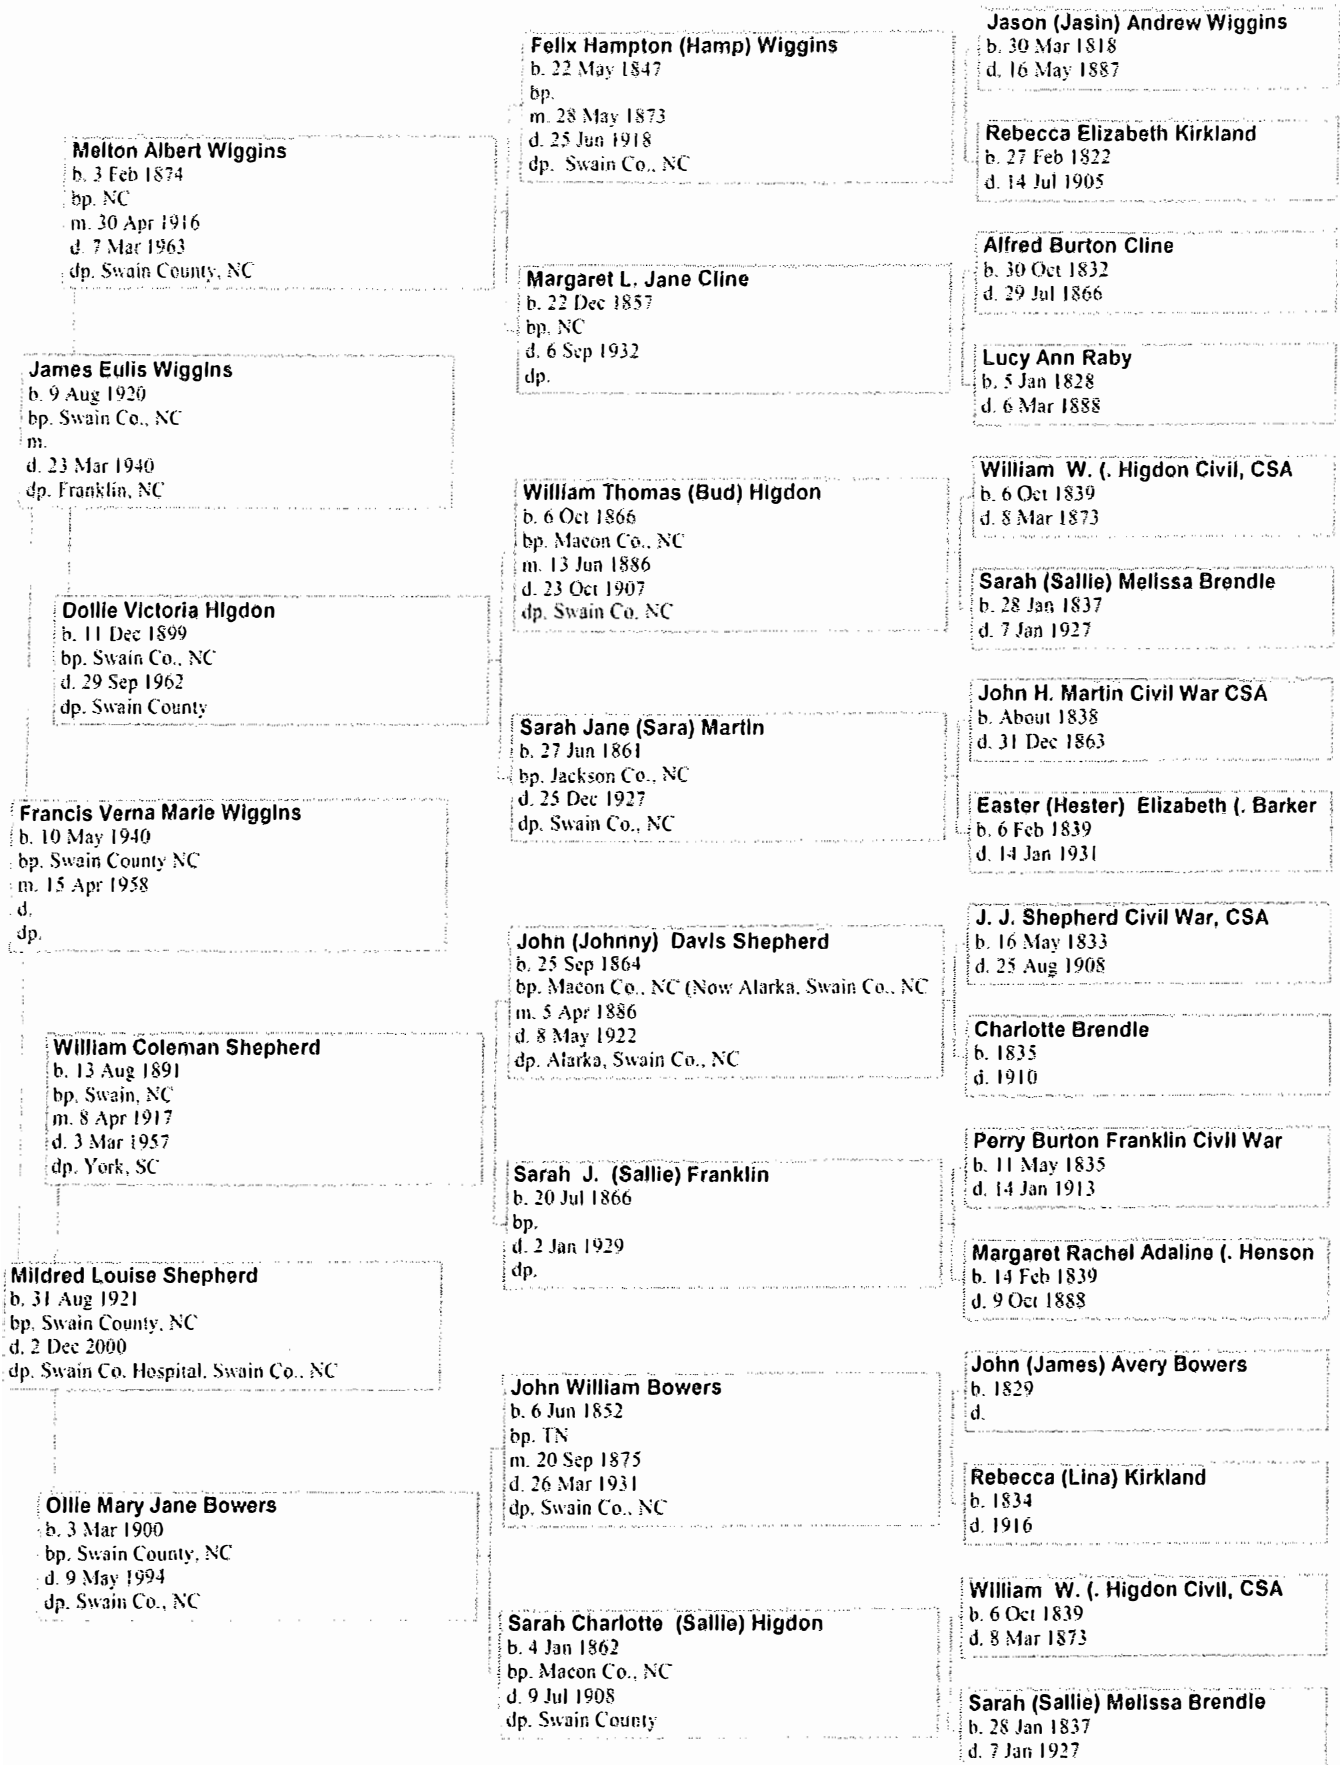 Jason (Jasin) Andrew Wiggins
b. 30 Mar 1818
d. 16 May 1887
Felix Hampton (Hamp) Wiggins
b. 22 May 1847
bp.
m. 28 May 1873
d. 25 Jun 1918
dp. Swain Co., NC
Rebecca Elizabeth Kirkland
b. 27 Feb 1822
d. 14 Jul 1905
Melton Albert Wiggins
b. 3 Feb 1874
bp. NC
m. 30 Apr 1916
d. 7 Mar 1963
dp. Swain County, NC
Alfred Burton Cline
b. 30 Oct 1832
d. 29 Jul 1866
Margaret L. Jane Cline
b. 22 Dec 1857
bp. NC
d. 6 Sep 1932
dp.
Lucy Ann Raby
b. 5 Jan 1828
d. 6 Mar 1888
James Eulis Wiggins
b. 9 Aug 1920
bp. Swain Co., NC
m.
d. 23 Mar 1940
dp. Franklin, NC
William W. (. Higdon Civil, CSA
b. 6 Oct 1839
d. 8 Mar 1873
William Thomas (Bud) Higdon
b. 6 Oct 1866
bp. Macon Co., NC
m. 13 Jun 1886
d. 23 Oct 1907
dp. Swain Co. NC
Sarah (Sallie) Melissa Brendle
b. 28 Jan 1837
d. 7 Jan 1927
Dollie Victoria Higdon
b. 11 Dec 1899
bp. Swain Co., NC
d. 29 Sep 1962
dp. Swain County
John H. Martin Civil War CSA
b. About 1838
d. 31 Dec 1863
Sarah Jane (Sara) Martin
b. 27 Jun 1861
bp. Jackson Co., NC
d. 25 Dec 1927
dp. Swain Co., NC
Easter (Hester) Elizabeth (. Barker
b. 6 Feb 1839
d. 14 Jan 1931
Francis Verna Marie Wiggins
b. 10 May 1940
bp. Swain County NC
m. 15 Apr 1958
d.
dp.
J. J. Shepherd Civil War, CSA
b. 16 May 1833
d. 25 Aug 1908
John (Johnny) Davis Shepherd
b. 25 Sep 1864
bp. Macon Co., NC (Now Alarka, Swain Co., NC
m. 5 Apr 1886
d. 8 May 1922
dp. Alarka, Swain Co., NC
Charlotte Brendle
b. 1835
d. 1910
William Coleman Shepherd
b. 13 Aug 1891
bp. Swain, NC
m. 8 Apr 1917
d. 3 Mar 1957
dp. York, SC
Perry Burton Franklin Civil War
b. 11 May 1835
d. 14 Jan 1913
Sarah J. (Sallie) Franklin
b. 20 Jul 1866
bp.
d. 2 Jan 1929
dp.
Margaret Rachel Adaline (. Henson
b. 14 Feb 1839
d. 9 Oct 1888
Mildred Louise Shepherd
b. 31 Aug 1921
bp. Swain County, NC
d. 2 Dec 2000
dp. Swain Co. Hospital, Swain Co., NC
John (James) Avery Bowers
b. 1829
d.
John William Bowers
b. 6 Jun 1852
bp. TN
m. 20 Sep 1875
d. 26 Mar 1931
dp. Swain Co., NC
Rebecca (Lina) Kirkland
b. 1834
d. 1916
Ollie Mary Jane Bowers
b. 3 Mar 1900
bp. Swain County, NC
d. 9 May 1994
dp. Swain Co., NC
William W. (. Higdon Civil, CSA
b. 6 Oct 1839
d. 8 Mar 1873
Sarah Charlotte (Sallie) Higdon
b. 4 Jan 1862
bp. Macon Co., NC
d. 9 Jul 1908
dp. Swain County
Sarah (Sallie) Melissa Brendle
b. 28 Jan 1837
d. 7 Jan 1927